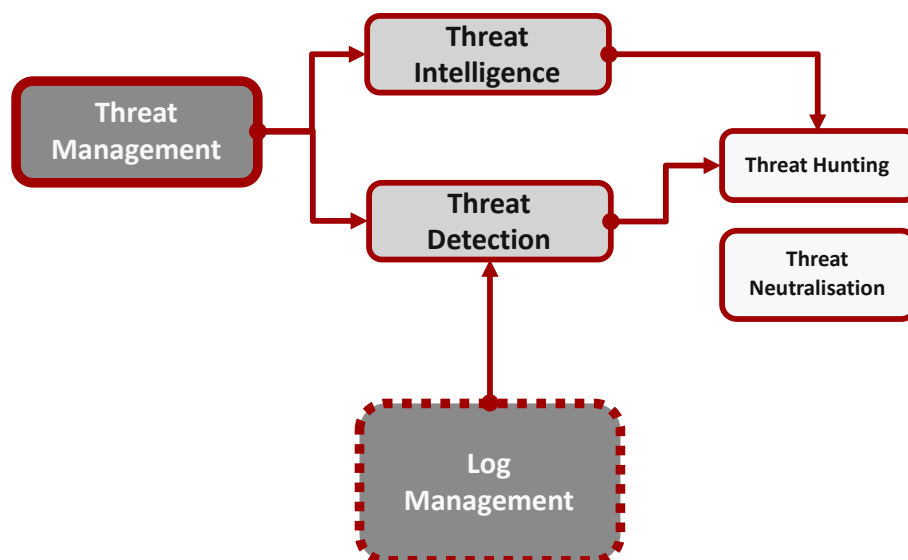 Threat
Intelligence
Threat
Management
Threat Hunting
Threat
Detection
Threat
Neutralisation
Log
Management